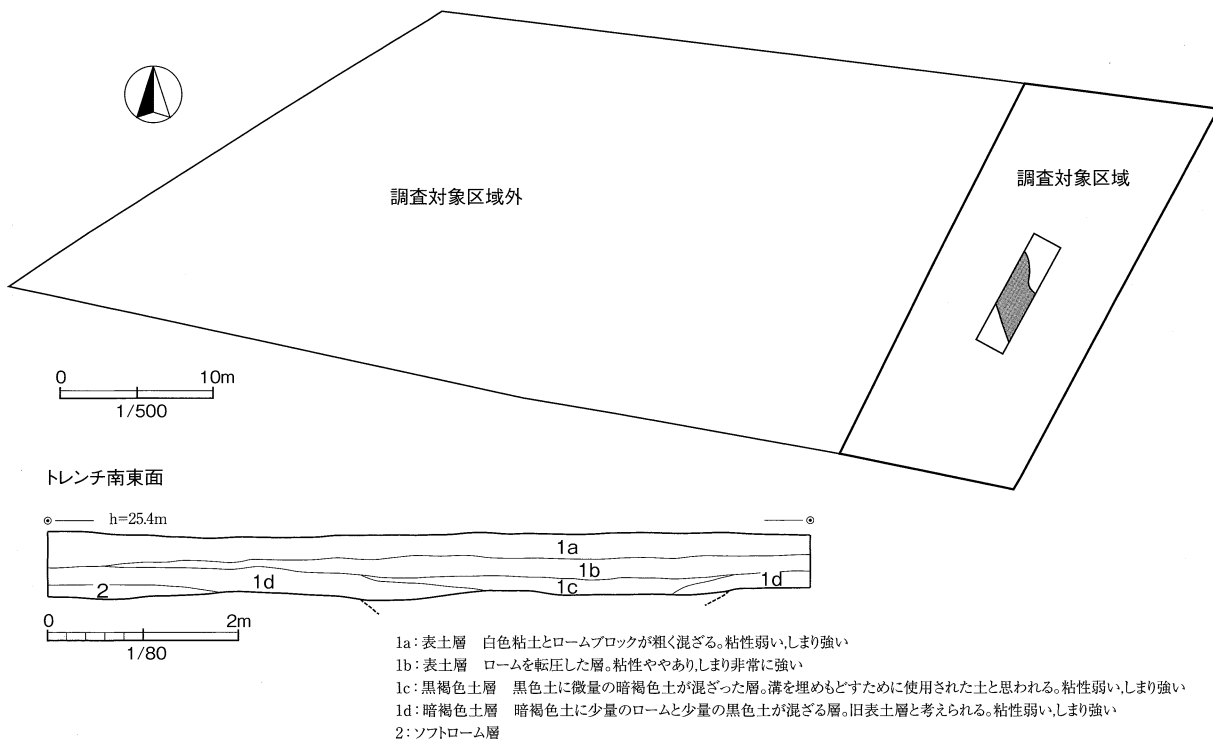 調査対象区域外
調査対象区域
0 10m
1/500
トレンチ南東面
h=25.4m
1a
1b
1d
1d
1c
2
0 2m
1/80
1a：表土層　白色粘土とロームブロックが粗く混ざる。粘性弱い、しまり強い
1b：表土層　ロームを転圧した層。粘性ややあり、しまり非常に強い
1c：黒褐色土層　黒色土に微量の暗褐色土が混ざった層。溝を埋めもどすために使用された土と思われる。粘性弱い、しまり強い
1d：暗褐色土層　暗褐色土に少量のロームと少量の黒色土が混ざる層。旧表土層と考えられる。粘性弱い、しまり強い
2：ソフトローム層